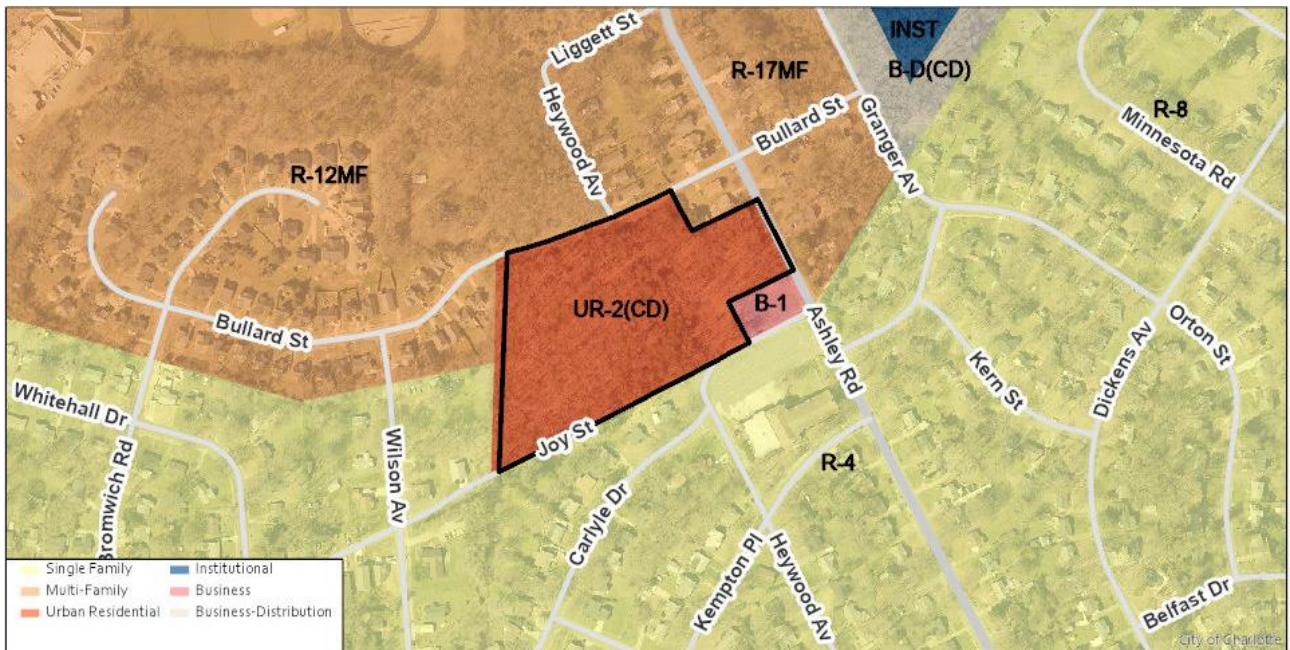 INST
Liggett St
R-17MF
B-D(CD)
R-8
Heywood Av
Bullard St
Granger Av
Minnesota Rd
R-12MF
UR-2(CD)
B-1
Bullard St
Ashley Rd
Orton St
Kern St
Dickens Av
Whitehall Dr
Wilson Av
Joy St
Bromwich Rd
R-4
Carlyle Dr
Kempton Pl
Heywood Av
Belfast Dr
Single Family
Multi-Family
Urban Residential
Institutional
Business
Business-Distribution
City of Charlotte